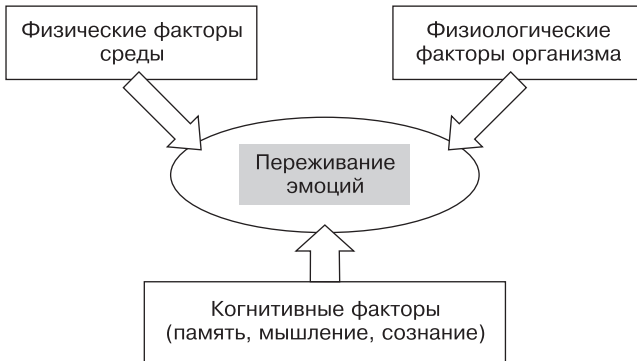 Физические факторы
среды
Физиологические
факторы организма
Переживание
эмоций
Когнитивные факторы
(память, мышление, сознание)